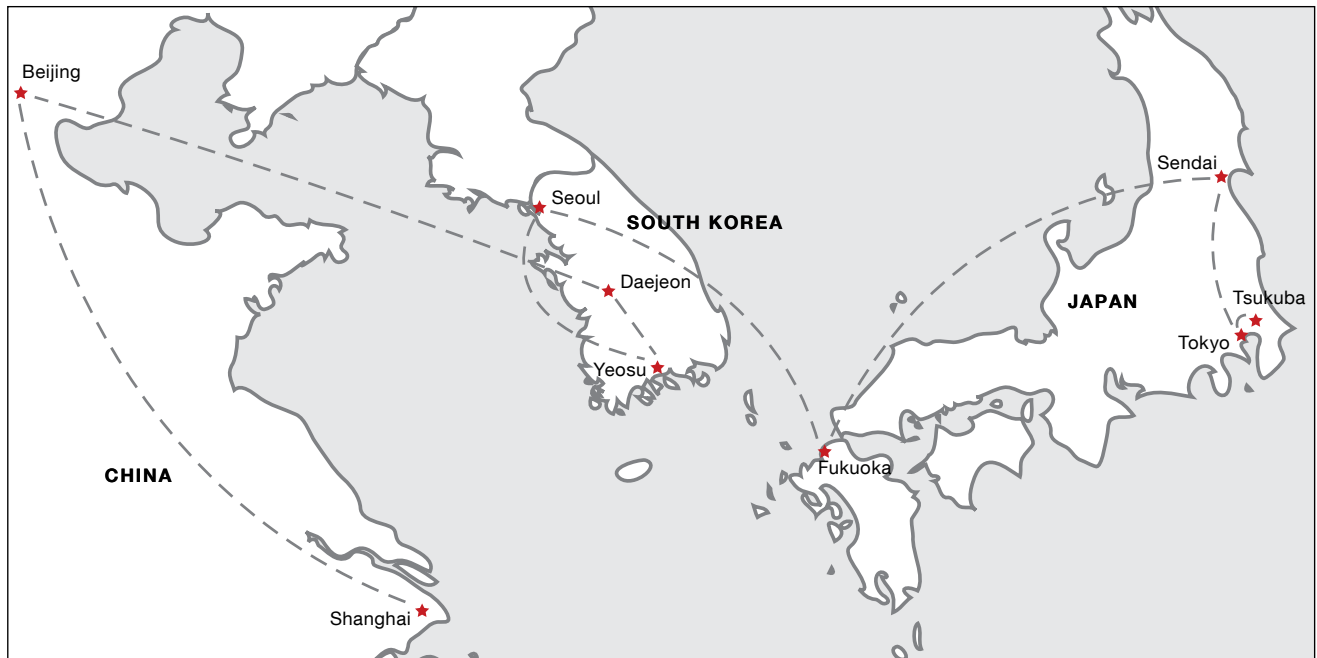 Beijing
Sendai
Seoul
SOUTH KOREA
Daejeon
JAPAN
Tsukuba
Tokyo
Yeosu
Fukuoka
CHINA
Shanghai